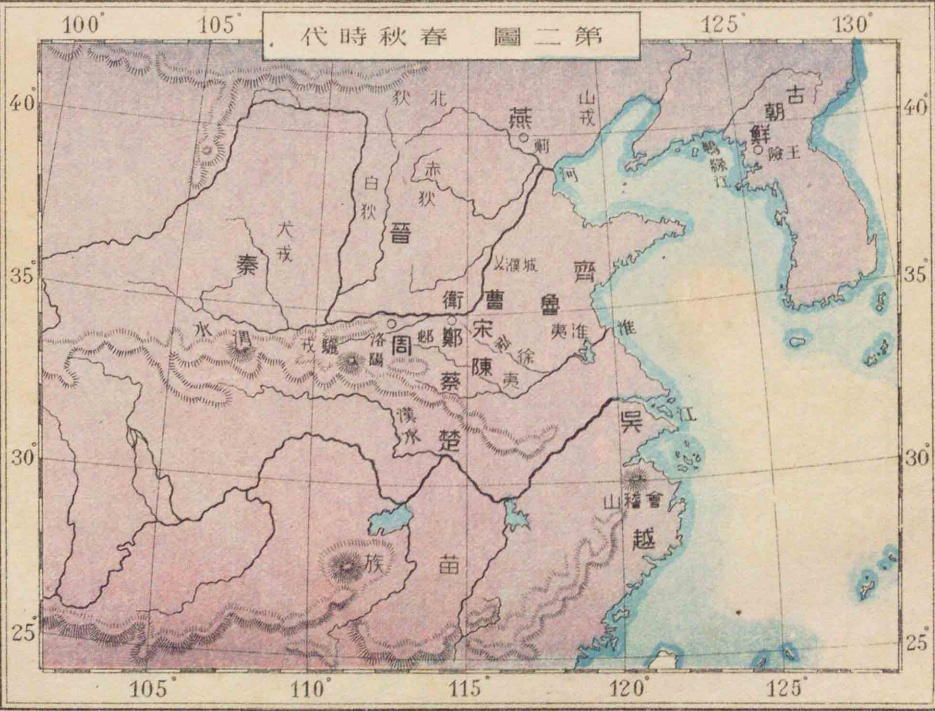 100°
105°
第二圖 春秋時代
125°
130°
40°
40°
35°
35°
30°
30°
25°
25°
105°
110°
115°
120°
125°
北狄
山戎
燕
薊
古朝鮮
王險
鴨綠江
河
赤狄
白狄
晉
犬戎
秦
城濮
齊
衛
曹
魯
渭水
驪戎
洛陽
周
鄭
宋
淮夷
淮
徐夷
陳
蔡
漢水
楚
吳
江
會稽山
越
苗族